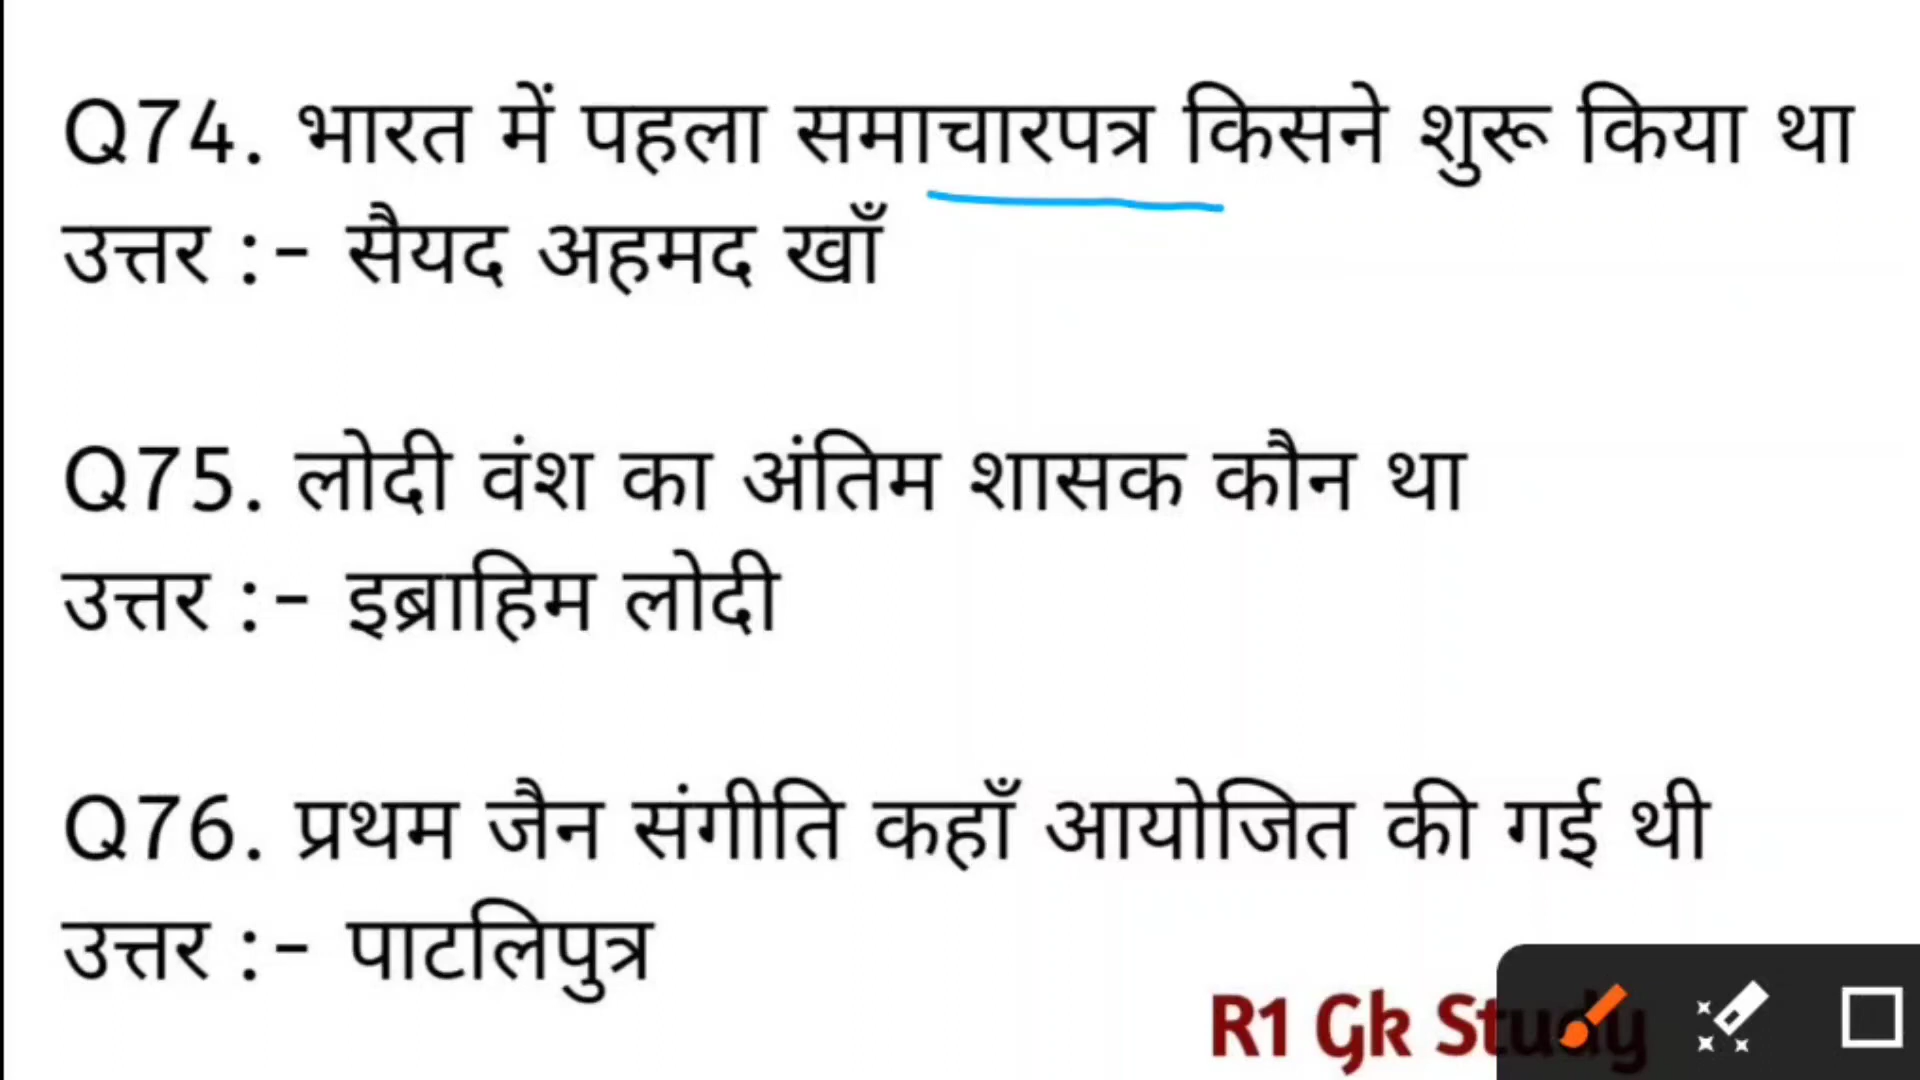 Q74. भारत में पहला समाचारपत्र किसने शुरू किया था
उत्तर :- सैयद अहमद खाँ
Q75. लोदी वंश का अंतिम शासक कौन था
उत्तर :- इब्राहिम लोदी
Q76. प्रथम जैन संगीति कहाँ आयोजित की गई थी
उत्तर :- पाटलिपुत्र
R1 Gk Study